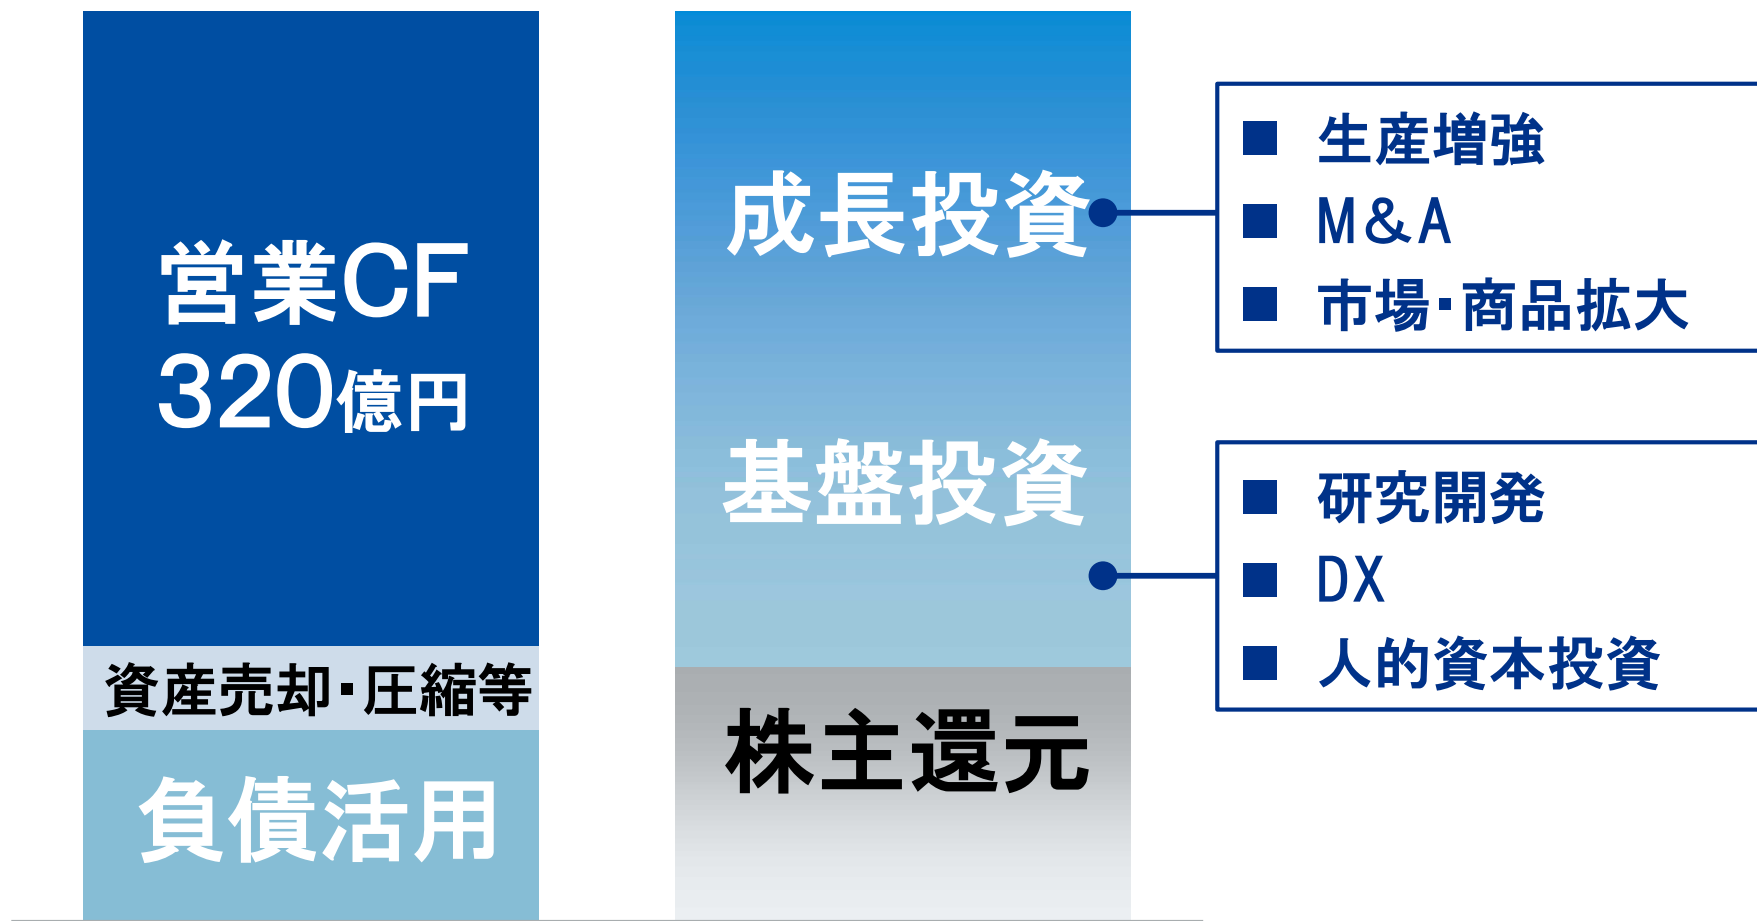 営業CF
320億円
資産売却・圧縮等
負債活用
成長投資
基盤投資
株主還元
■ 生産増強
■ M&A
■ 市場・商品拡大
■ 研究開発
■ DX
■ 人的資本投資